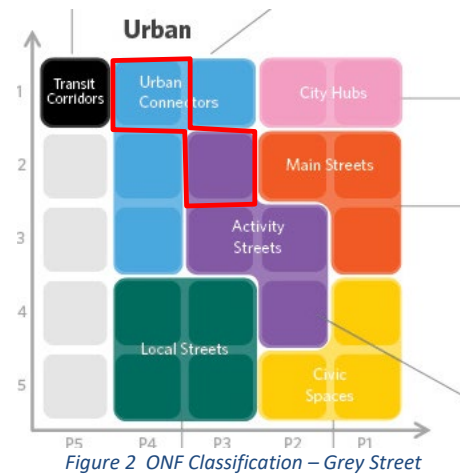 Urban
1
Transit
Corridors
Urban
Connectors
City Hubs
2
Main Streets
3
Activity
Streets
4
Local Streets
5
Civic
Spaces
P5 P4 P3 P2 P1
Figure 2 ONF Classification – Grey Street